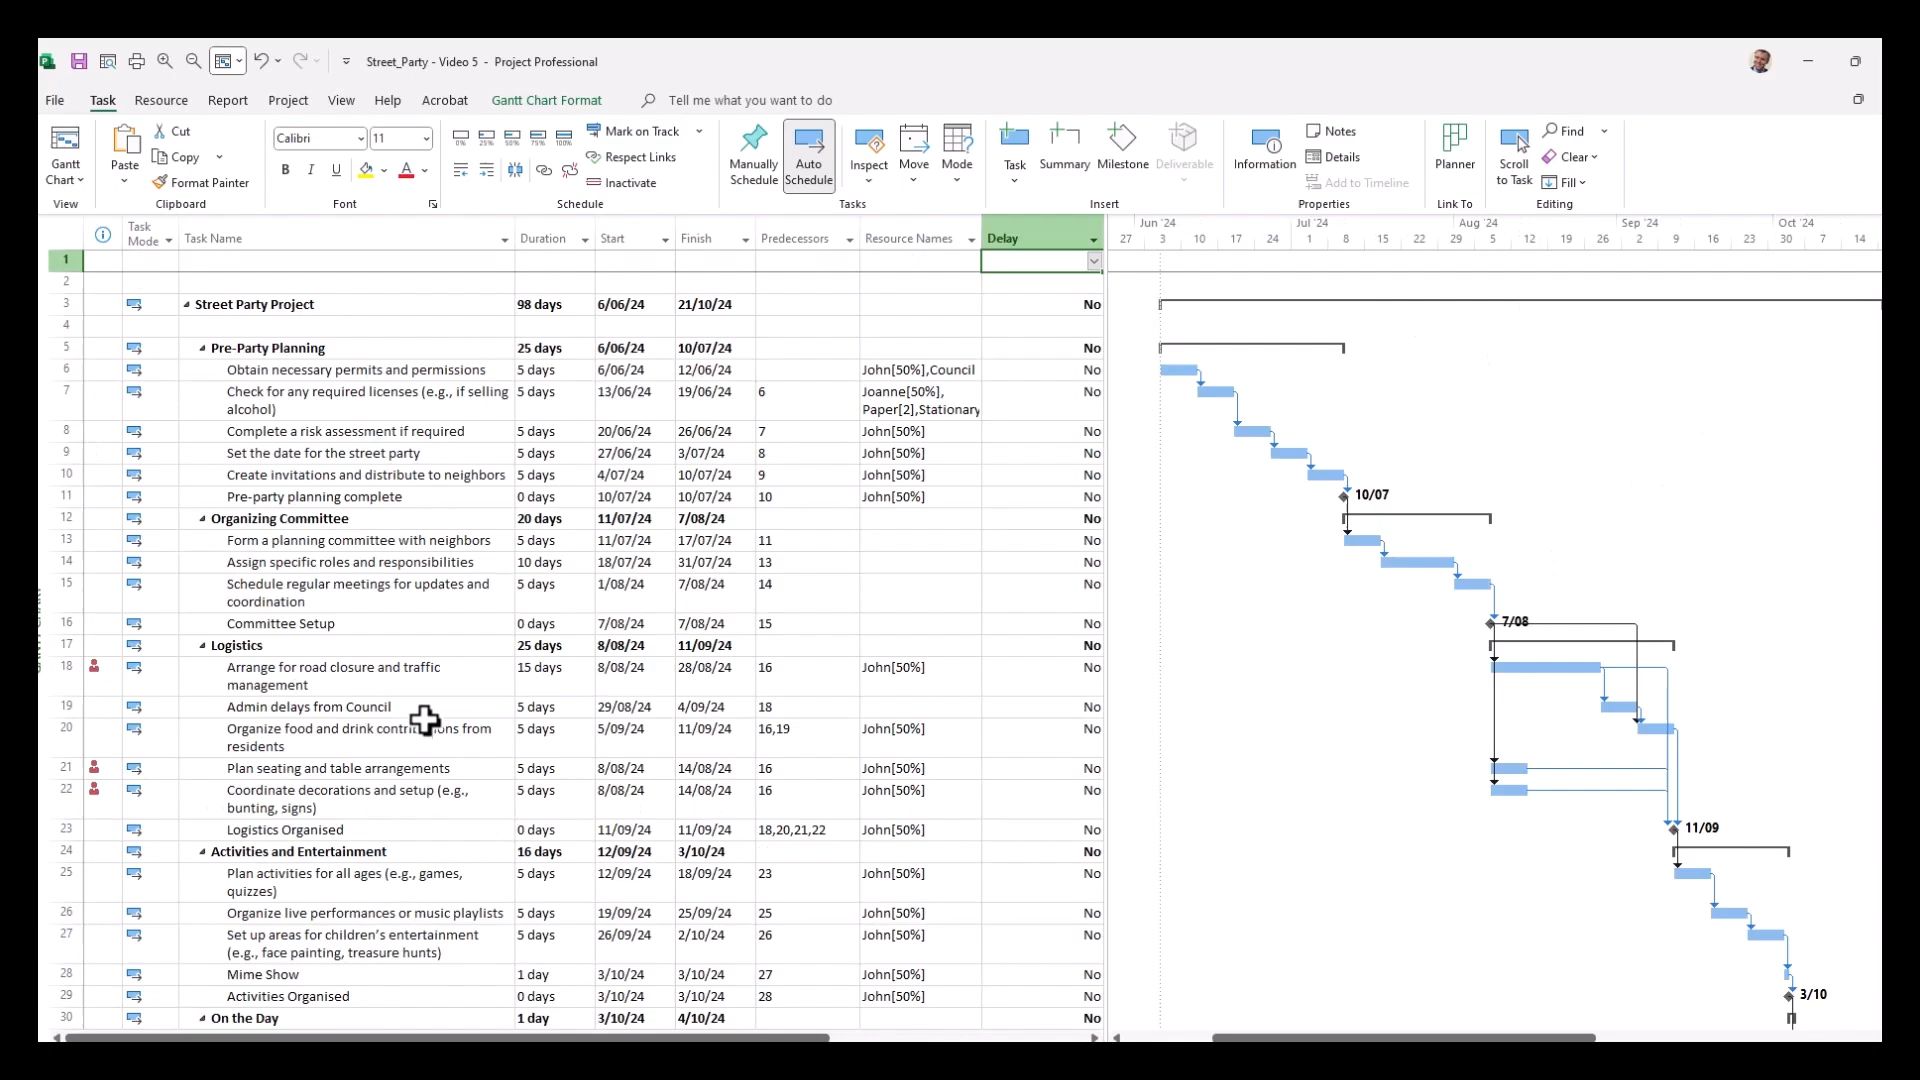 Street_Party - Video 5 - Project Professional
File Task Resource Report Project View Help Acrobat Gantt Chart Format Tell me what you want to do
Gantt Chart
View
Paste
Cut
Copy
Format Painter
Clipboard
Calibri 11
B I U A
Font
0% 25% 50% 75% 100%
Mark on Track
Respect Links
Inactivate
Schedule
Manually Schedule
Auto Schedule
Inspect
Move
Mode
Tasks
Task
Summary
Milestone
Deliverable
Insert
Information
Notes
Details
Add to Timeline
Properties
Planner
Link To
Scroll to Task
Find
Clear
Fill
Editing
Task Mode Task Name Duration Start Finish Predecessors Resource Names Delay
Jun '24 Jul '24 Aug '24 Sep '24 Oct '24
27 3 10 17 24 1 8 15 22 29 5 12 19 26 2 9 16 23 30 7 14
1
2
3 Street Party Project 98 days 6/06/24 21/10/24 No
4
5 Pre-Party Planning 25 days 6/06/24 10/07/24 No
6 Obtain necessary permits and permissions 5 days 6/06/24 12/06/24 John[50%],Council No
7 Check for any required licenses (e.g., if selling 5 days 13/06/24 19/06/24 6 Joanne[50%], No
alcohol) Paper[2],Stationary
8 Complete a risk assessment if required 5 days 20/06/24 26/06/24 7 John[50%] No
9 Set the date for the street party 5 days 27/06/24 3/07/24 8 John[50%] No
10 Create invitations and distribute to neighbors 5 days 4/07/24 10/07/24 9 John[50%] No
11 Pre-party planning complete 0 days 10/07/24 10/07/24 10 John[50%] No 10/07
12 Organizing Committee 20 days 11/07/24 7/08/24 No
13 Form a planning committee with neighbors 5 days 11/07/24 17/07/24 11 No
14 Assign specific roles and responsibilities 10 days 18/07/24 31/07/24 13 No
15 Schedule regular meetings for updates and 5 days 1/08/24 7/08/24 14 No
coordination
16 Committee Setup 0 days 7/08/24 7/08/24 15 No 7/08
17 Logistics 25 days 8/08/24 11/09/24 No
18 Arrange for road closure and traffic 15 days 8/08/24 28/08/24 16 John[50%] No
management
19 Admin delays from Council 5 days 29/08/24 4/09/24 18 No
20 Organize food and drink from 5 days 5/09/24 11/09/24 16,19 John[50%] No
residents
21 Plan seating and table arrangements 5 days 8/08/24 14/08/24 16 John[50%] No
22 Coordinate decorations and setup (e.g., 5 days 8/08/24 14/08/24 16 John[50%] No
bunting, signs)
23 Logistics Organised 0 days 11/09/24 11/09/24 18,20,21,22 John[50%] No 11/09
24 Activities and Entertainment 16 days 12/09/24 3/10/24 No
25 Plan activities for all ages (e.g., games, 5 days 12/09/24 18/09/24 23 John[50%] No
quizzes)
26 Organize live performances or music playlists 5 days 19/09/24 25/09/24 25 John[50%] No
27 Set up areas for children's entertainment 5 days 26/09/24 2/10/24 26 John[50%] No
(e.g., face painting, treasure hunts)
28 Mime Show 1 day 3/10/24 3/10/24 27 John[50%] No
29 Activities Organised 0 days 3/10/24 3/10/24 28 John[50%] No 3/10
30 On the Day 1 day 3/10/24 4/10/24 No